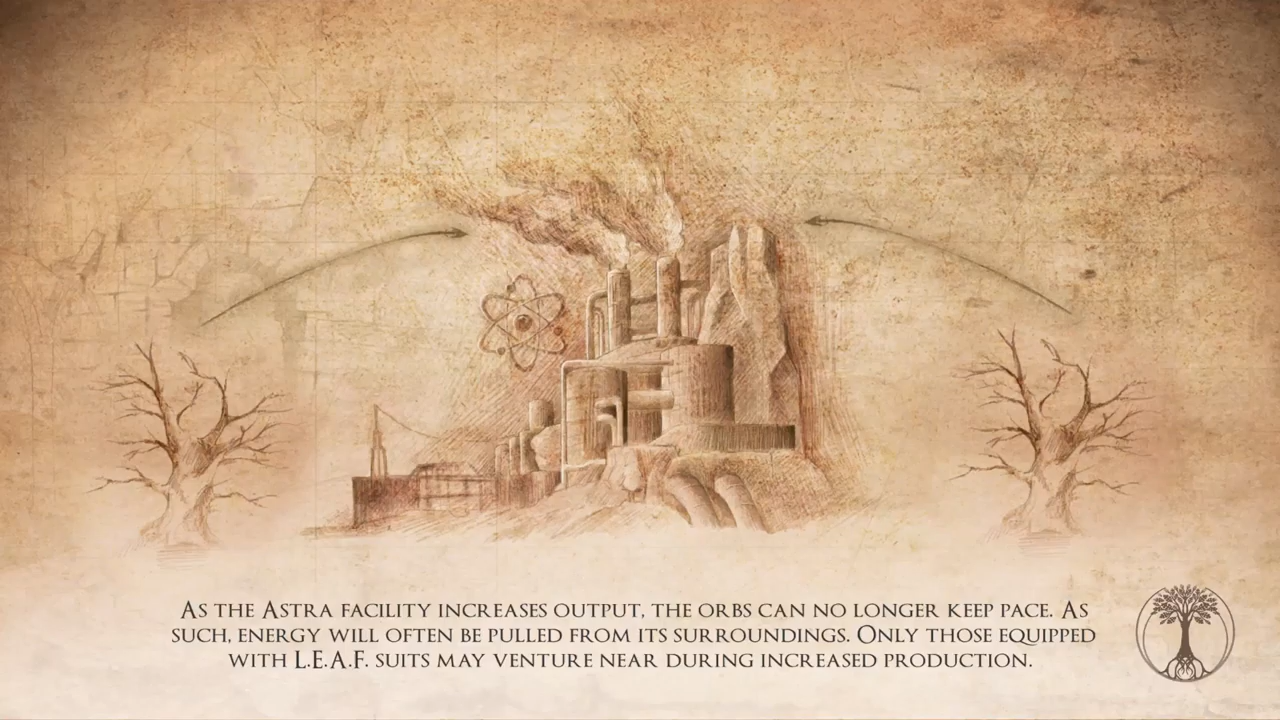 As the Astra facility increases output, the orbs can no longer keep pace. As
such, energy will often be pulled from its surroundings. Only those equipped
with L.E.A.F. suits may venture near during increased production.